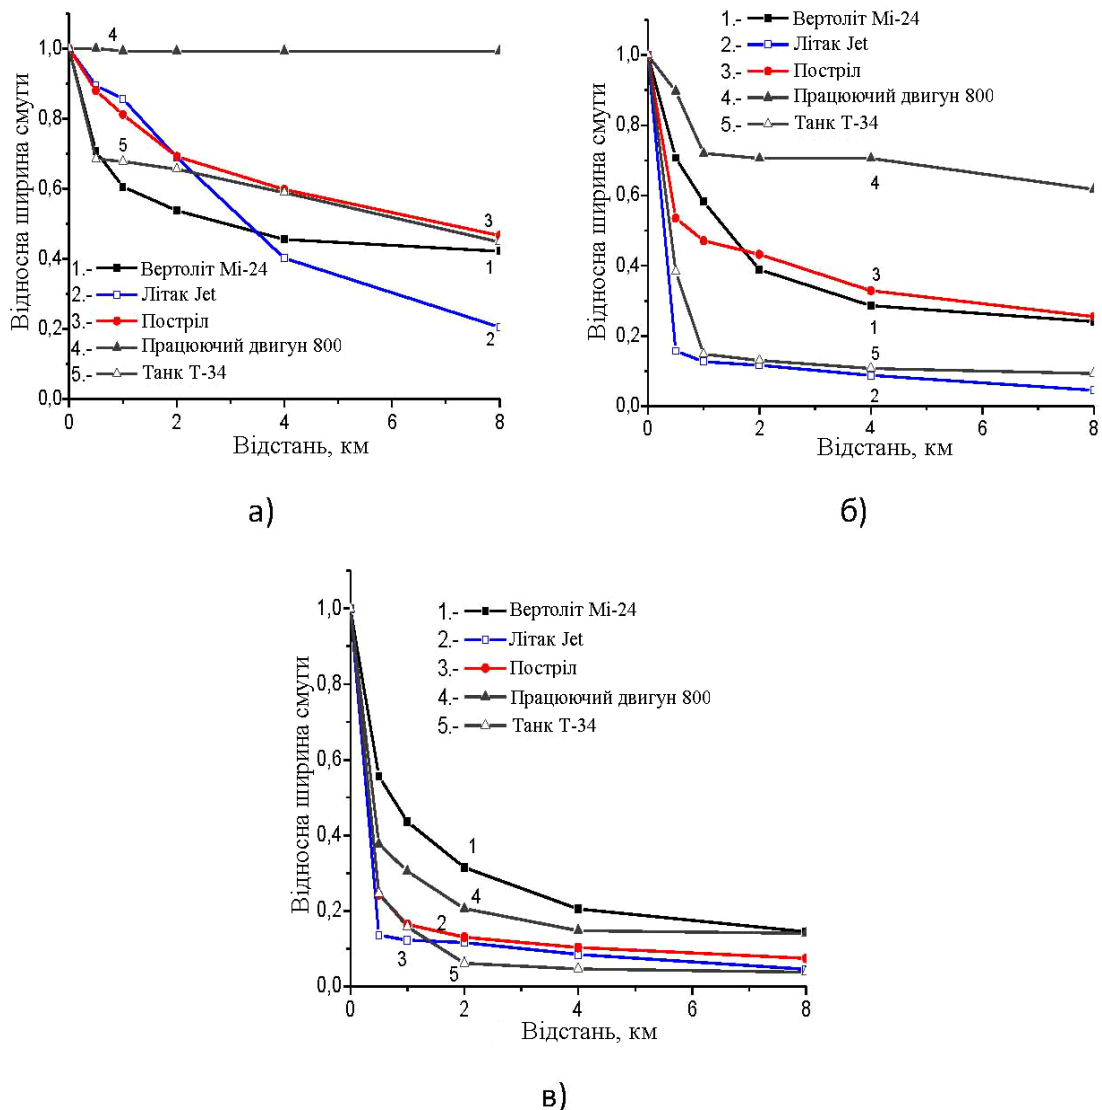 4
1,0
0,8
0,6
0,4
0,2
0,0
Відносна ширина смуги
5
3
1
2
1.- Вертоліт Мі-24
2.- Літак Jet
3.- Постріл
4.- Працюючий двигун 800
5.- Танк Т-34
0 2 4 6 8
Відстань, км
а)
1.- Вертоліт Мі-24
2.- Літак Jet
3.- Постріл
4.- Працюючий двигун 800
5.- Танк Т-34
1,0
0,8
0,6
0,4
0,2
0,0
Відносна ширина смуги
4
3
1
5
2
0 2 4 6 8
Відстань, км
б)
1.- Вертоліт Мі-24
2.- Літак Jet
3.- Постріл
4.- Працюючий двигун 800
5.- Танк Т-34
1,0
0,8
0,6
0,4
0,2
0,0
Відносна ширина смуги
1
4
2
3
5
0 2 4 6 8
Відстань, км
в)